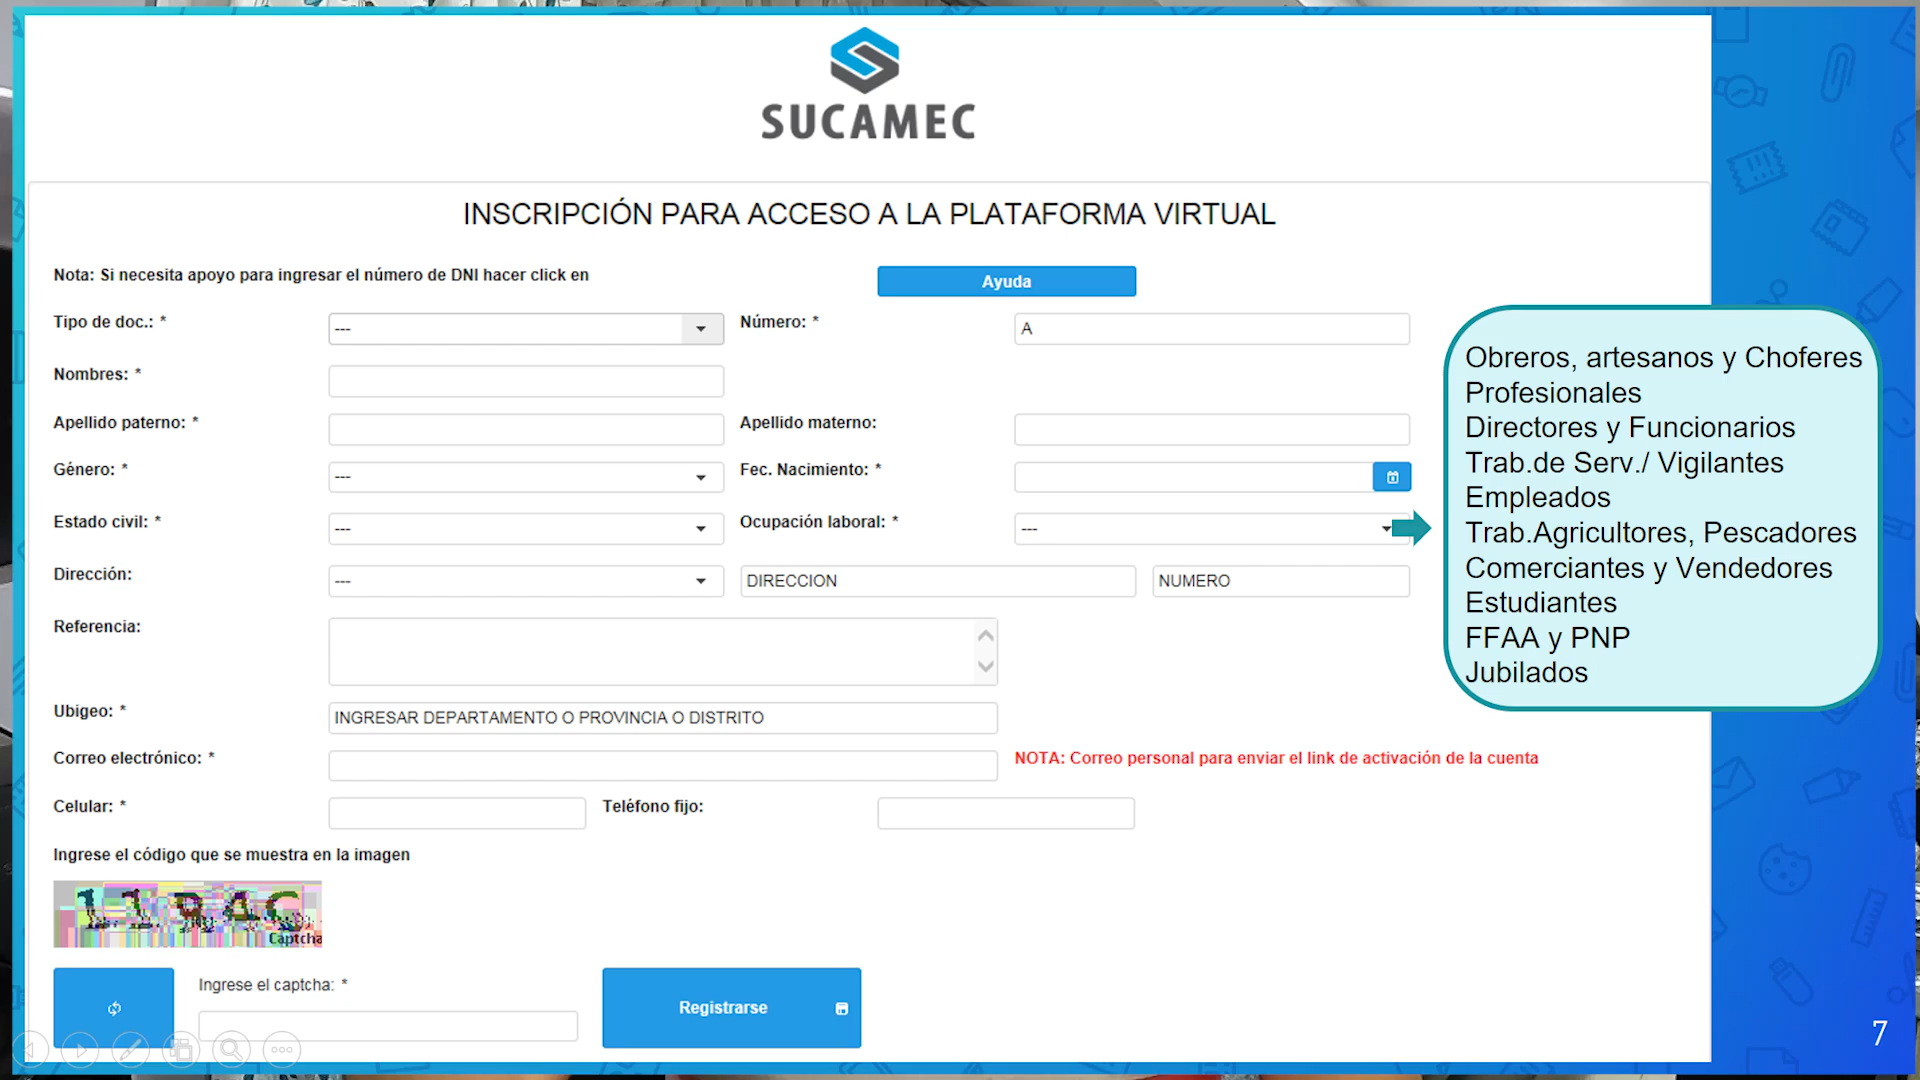 SUCAMEC
INSCRIPCIÓN PARA ACCESO A LA PLATAFORMA VIRTUAL
Nota: Si necesita apoyo para ingresar el número de DNI hacer click en
Ayuda
Tipo de doc.: *
---
Número: *
A
Nombres: *
Apellido paterno: *
Apellido materno:
Género: *
---
Fec. Nacimiento: *
Estado civil: *
---
Ocupación laboral: *
---
Dirección:
---
DIRECCION
NUMERO
Referencia:
Ubigeo: *
INGRESAR DEPARTAMENTO O PROVINCIA O DISTRITO
Correo electrónico: *
NOTA: Correo personal para enviar el link de activación de la cuenta
Celular: *
Teléfono fijo:
Ingrese el código que se muestra en la imagen
Captcha
Ingrese el captcha: *
Registrarse
Obreros, artesanos y Choferes
Profesionales
Directores y Funcionarios
Trab.de Serv./ Vigilantes
Empleados
Trab.Agricultores, Pescadores
Comerciantes y Vendedores
Estudiantes
FFAA y PNP
Jubilados
7